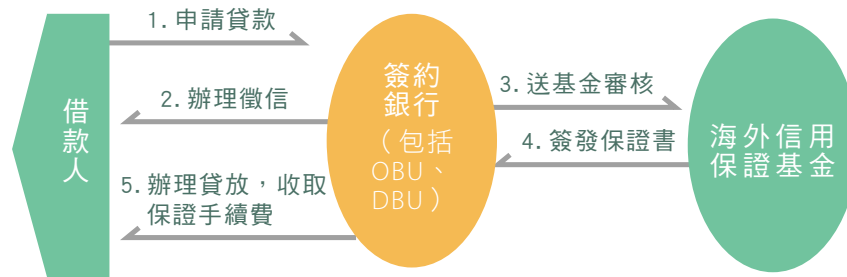 1.申請貸款
借款人
2.辦理徵信
簽約
銀行
（包括
OBU、
DBU）
3.送基金審核
4.簽發保證書
海外信用
保證基金
5.辦理貸放，收取
保證手續費